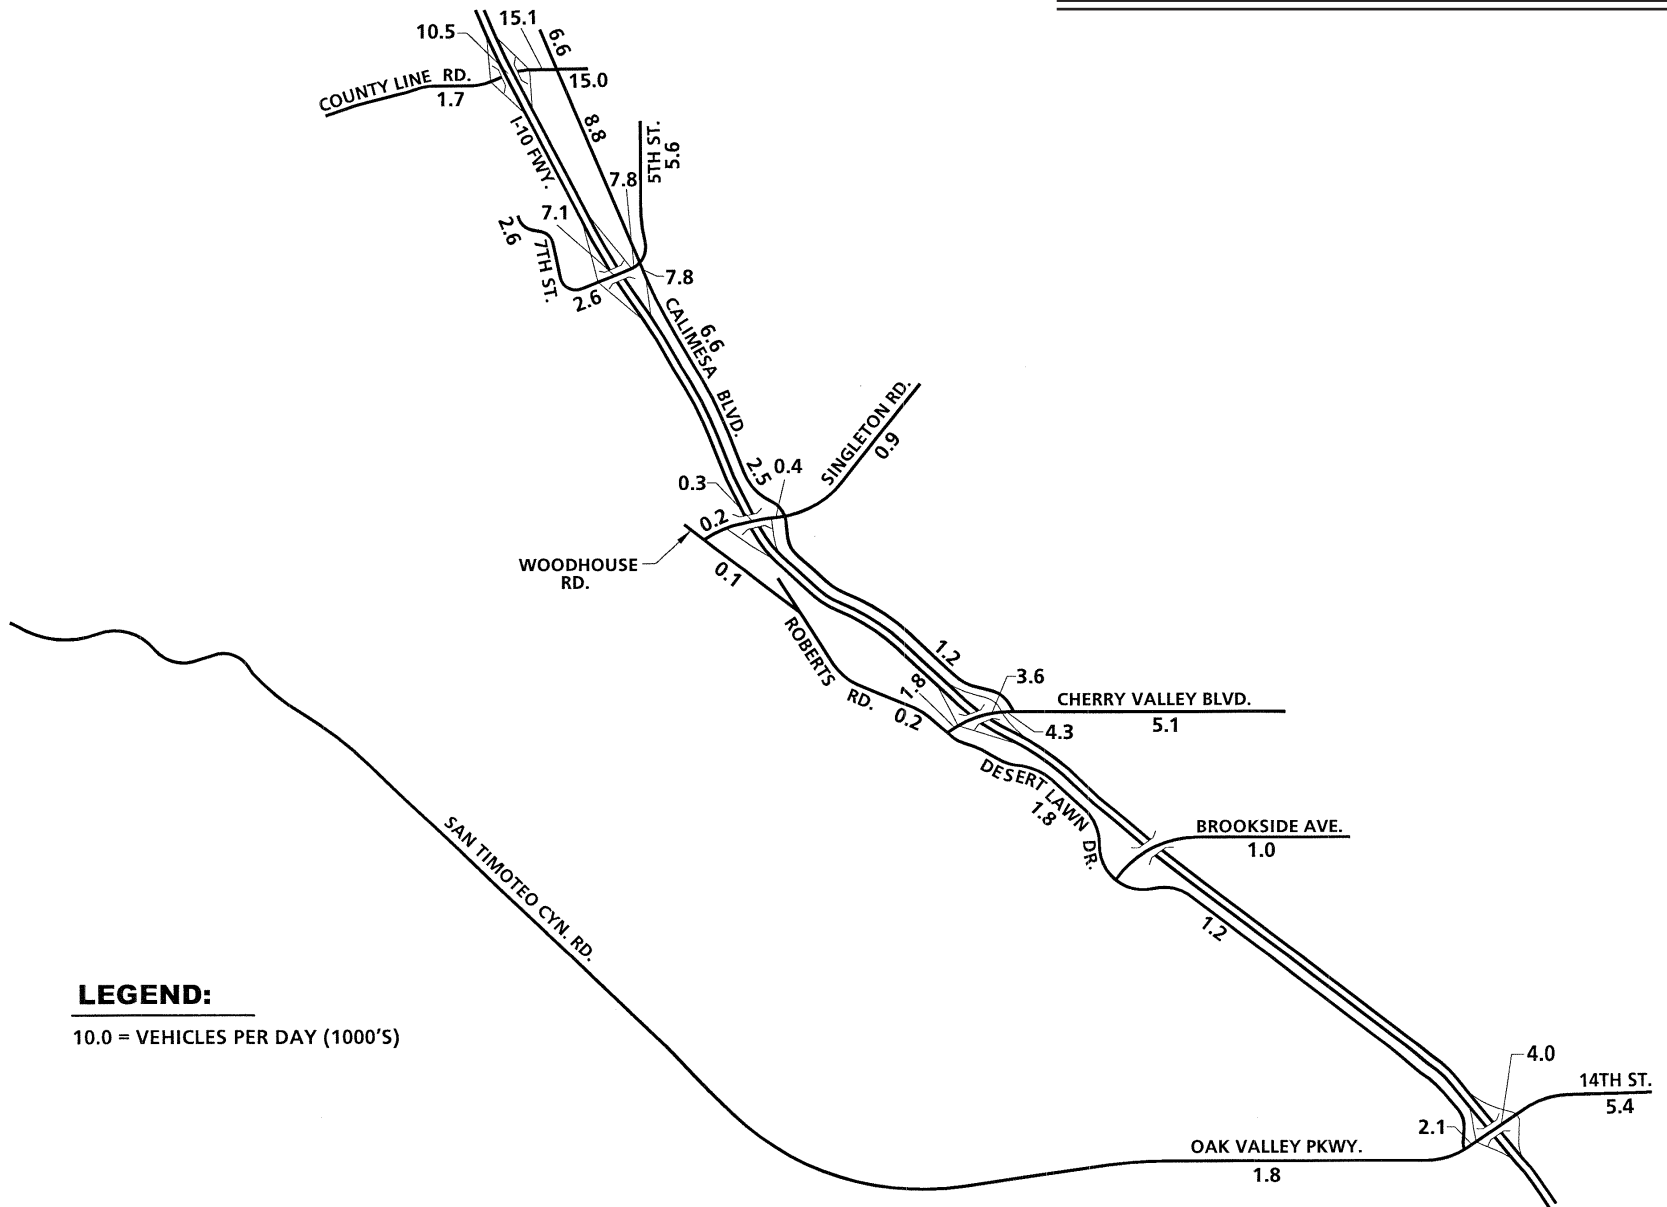 15.1
10.5
6.6
COUNTY LINE RD.
1.7
15.0
I-10 FWY.
8.8
5TH ST.
5.6
7.8
7.1
2.6
7TH ST.
2.6
7.8
CALIMESA BLVD.
6.6
SINGLETON RD.
0.9
2.5
0.4
0.3
0.2
WOODHOUSE
RD.
0.1
ROBERTS RD.
0.2
1.2
1.8
3.6
CHERRY VALLEY BLVD.
5.1
4.3
DESERT LAWN DR.
1.8
BROOKSIDE AVE.
1.0
1.2
SAN TIMOTEO CYN. RD.
LEGEND:
10.0 = VEHICLES PER DAY (1000'S)
4.0
14TH ST.
5.4
2.1
OAK VALLEY PKWY.
1.8